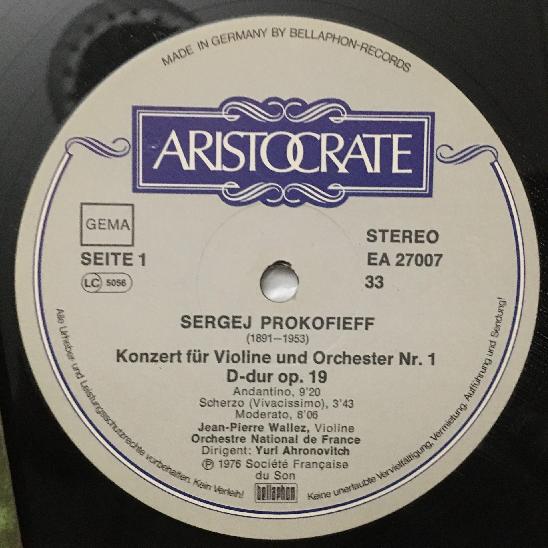 MADE IN GERMANY BY BELLAPHON-RECORDS
ARISTOCRATE
GEMA
SEITE 1
LC 5056
STEREO
EA 27007
33
SERGEJ PROKOFIEFF
(1891—1953)
Konzert für Violine und Orchester Nr. 1
D-dur op. 19
Andantino, 9'20
Scherzo (Vivacissimo), 3'43
Moderato, 8'06
Jean-Pierre Wallez, Violine
Orchestre National de France
Dirigent: Yuri Ahronovitch
Ⓟ 1976 Société Française
du Son
bellaphon
Alle Urheber und Leistungsschutzrechte vorbehalten. Kein Verleih!
Keine unerlaubte Vervielfältigung, Vermietung, Aufführung und Sendung!